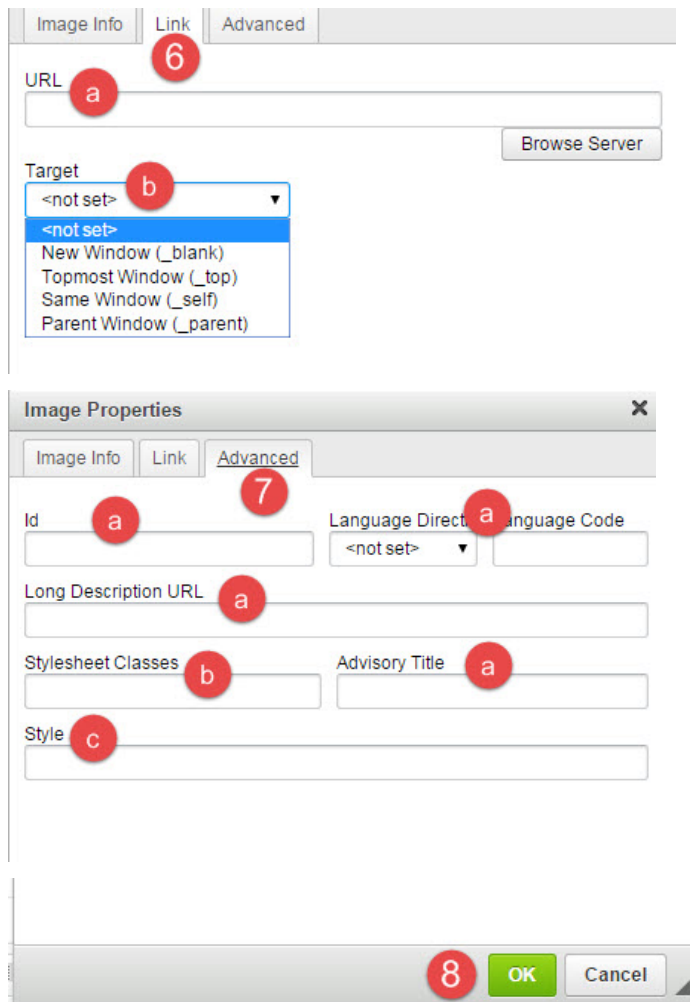 Image Info Link Advanced
6
URL a
Browse Server
Target
<not set> b
<not set>
New Window (_blank)
Topmost Window (_top)
Same Window (_self)
Parent Window (_parent)
Image Properties
Image Info Link Advanced
7
Id a Language Directi a anguage Code
<not set>
Long Description URL a
Stylesheet Classes b Advisory Title a
Style c
8 OK Cancel